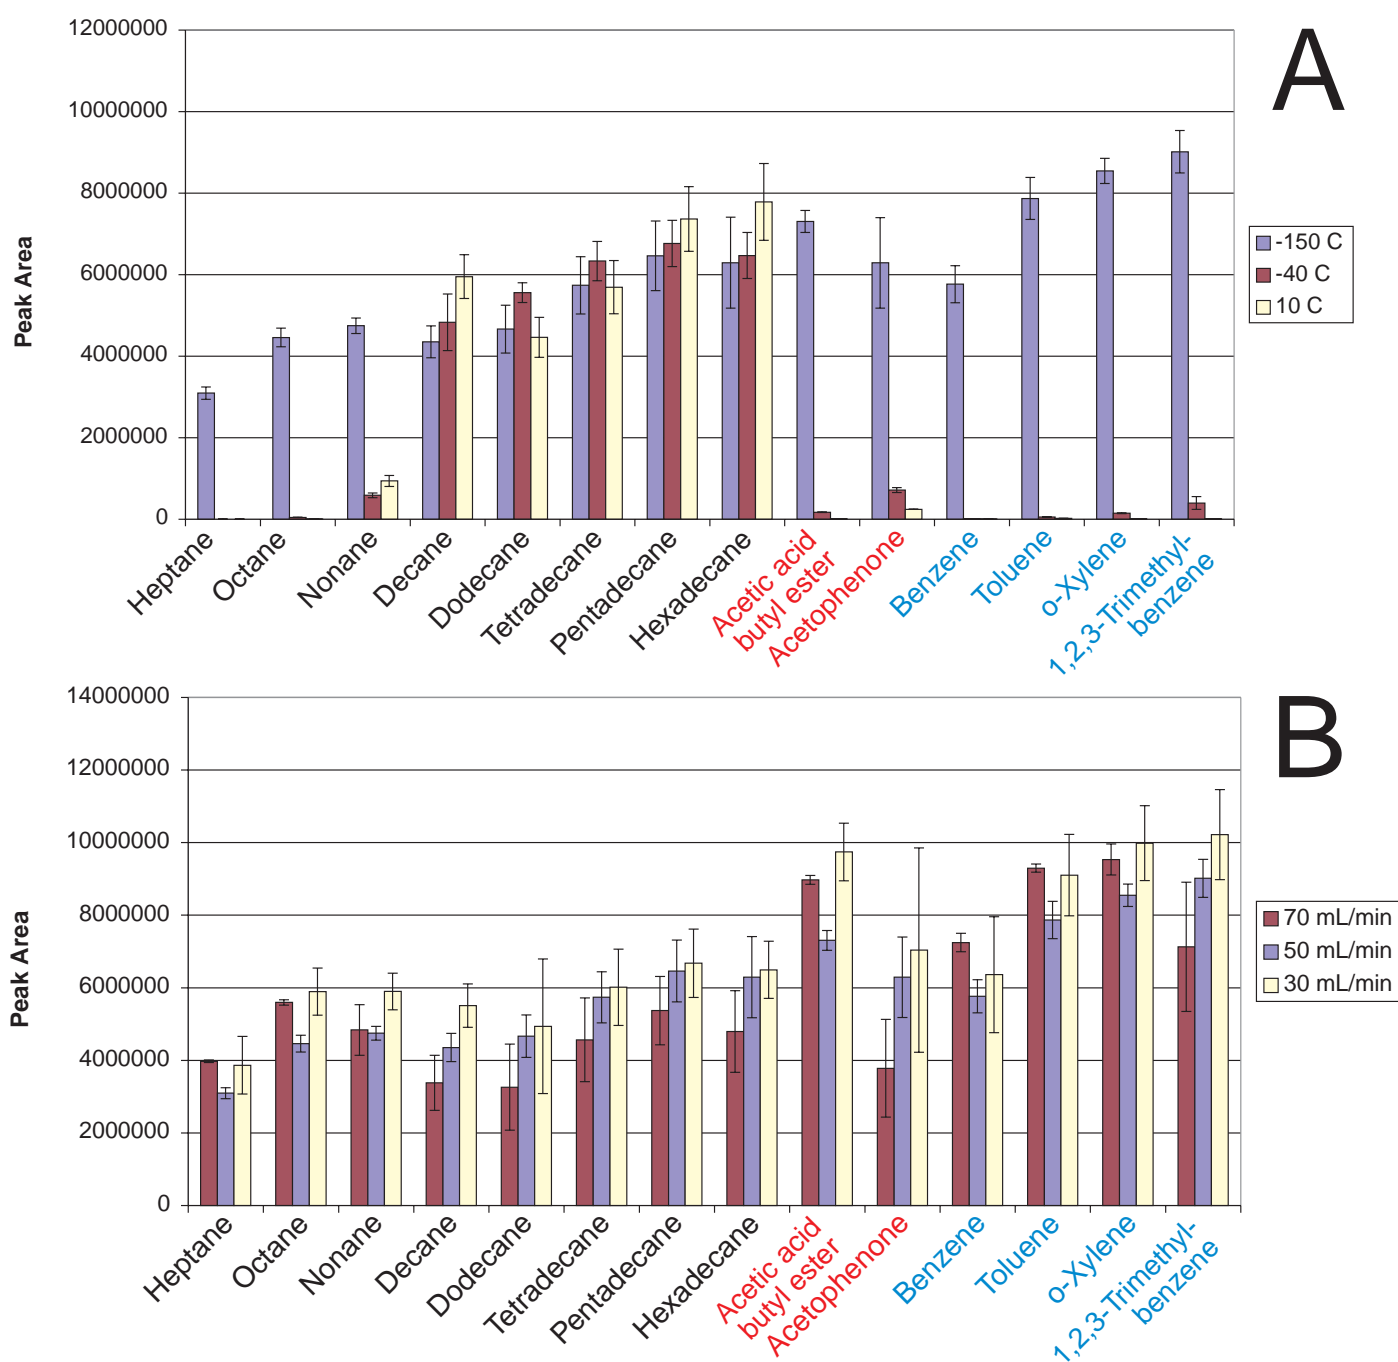 A
12000000
10000000
8000000
6000000
4000000
2000000
0
Peak Area
-150 C
-40 C
10 C
Heptane
Octane
Nonane
Decane
Dodecane
Tetradecane
Pentadecane
Hexadecane
Acetic acid
butyl ester
Acetophenone
Benzene
Toluene
o-Xylene
1,2,3-Trimethyl-
benzene
B
14000000
12000000
10000000
8000000
6000000
4000000
2000000
0
Peak Area
70 mL/min
50 mL/min
30 mL/min
Heptane
Octane
Nonane
Decane
Dodecane
Tetradecane
Pentadecane
Hexadecane
Acetic acid
butyl ester
Acetophenone
Benzene
Toluene
o-Xylene
1,2,3-Trimethyl-
benzene